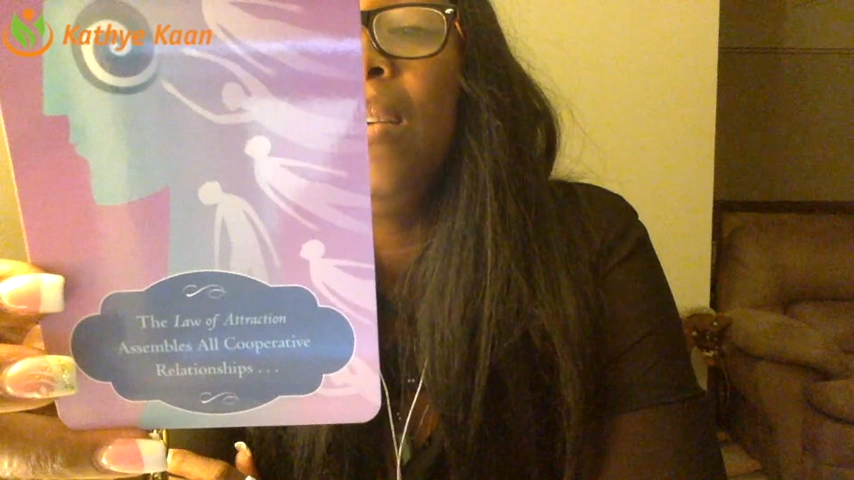 Kathye Kaan
The Law of Attraction
Assembles All Cooperative
Relationships . . .